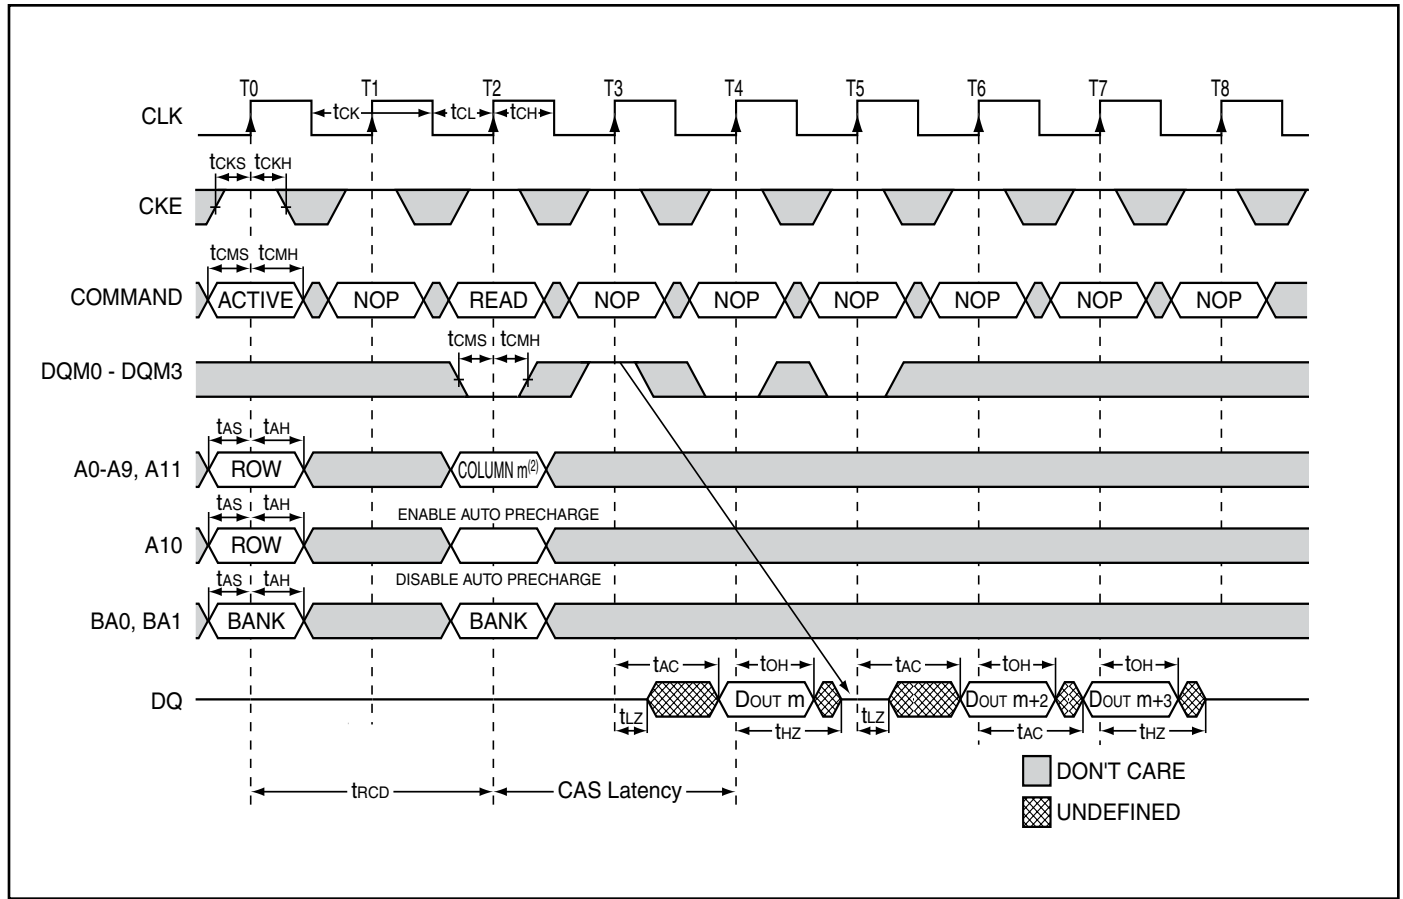 T0 T1 T2 T3 T4 T5 T6 T7 T8
CLK
tCK tCL tCH
tCKS tCKH
CKE
tCMS tCMH
COMMAND ACTIVE NOP READ NOP NOP NOP NOP NOP NOP
tCMS tCMH
DQM0 - DQM3
tAS tAH
A0-A9, A11 ROW COLUMN m(2)
tAS tAH ENABLE AUTO PRECHARGE
A10 ROW
tAS tAH DISABLE AUTO PRECHARGE
BA0, BA1 BANK BANK
tAC tOH tAC tOH tOH
DQ DOUT m DOUT m+2 DOUT m+3
tLZ tHZ tLZ tAC tHZ
DON'T CARE
tRCD CAS Latency
UNDEFINED